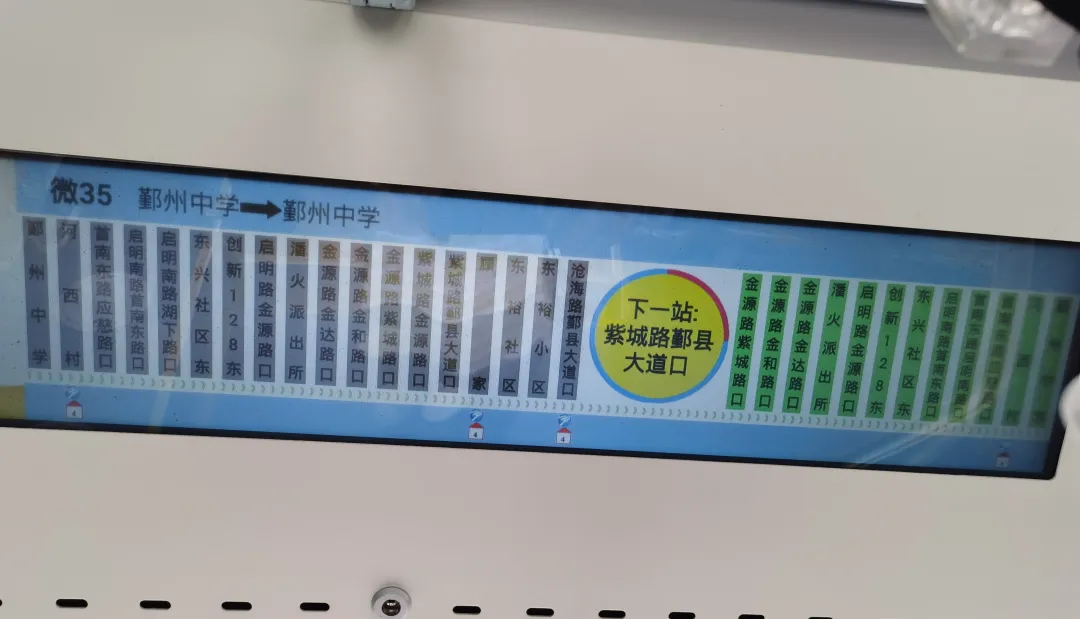 微35 鄞州中学→鄞州中学
鄞州中学
河西村
首南东路应慈路口
启明南路首南东路口
启明南路湖下路口
东兴社区东
创新128东
启明路金源路口
潘火派出所
金源路金达路口
金源路金和路口
金源路紫城路口
紫城路金源路口
紫城路鄞县大道口
顾家
东裕社区
东裕小区
沧海路鄞县大道口
下一站:
紫城路鄞县
大道口
金源路紫城路口
金源路金和路口
金源路金达路口
潘火派出所
启明路金源路口
创新128东
东兴社区东
启明南路首南东路口